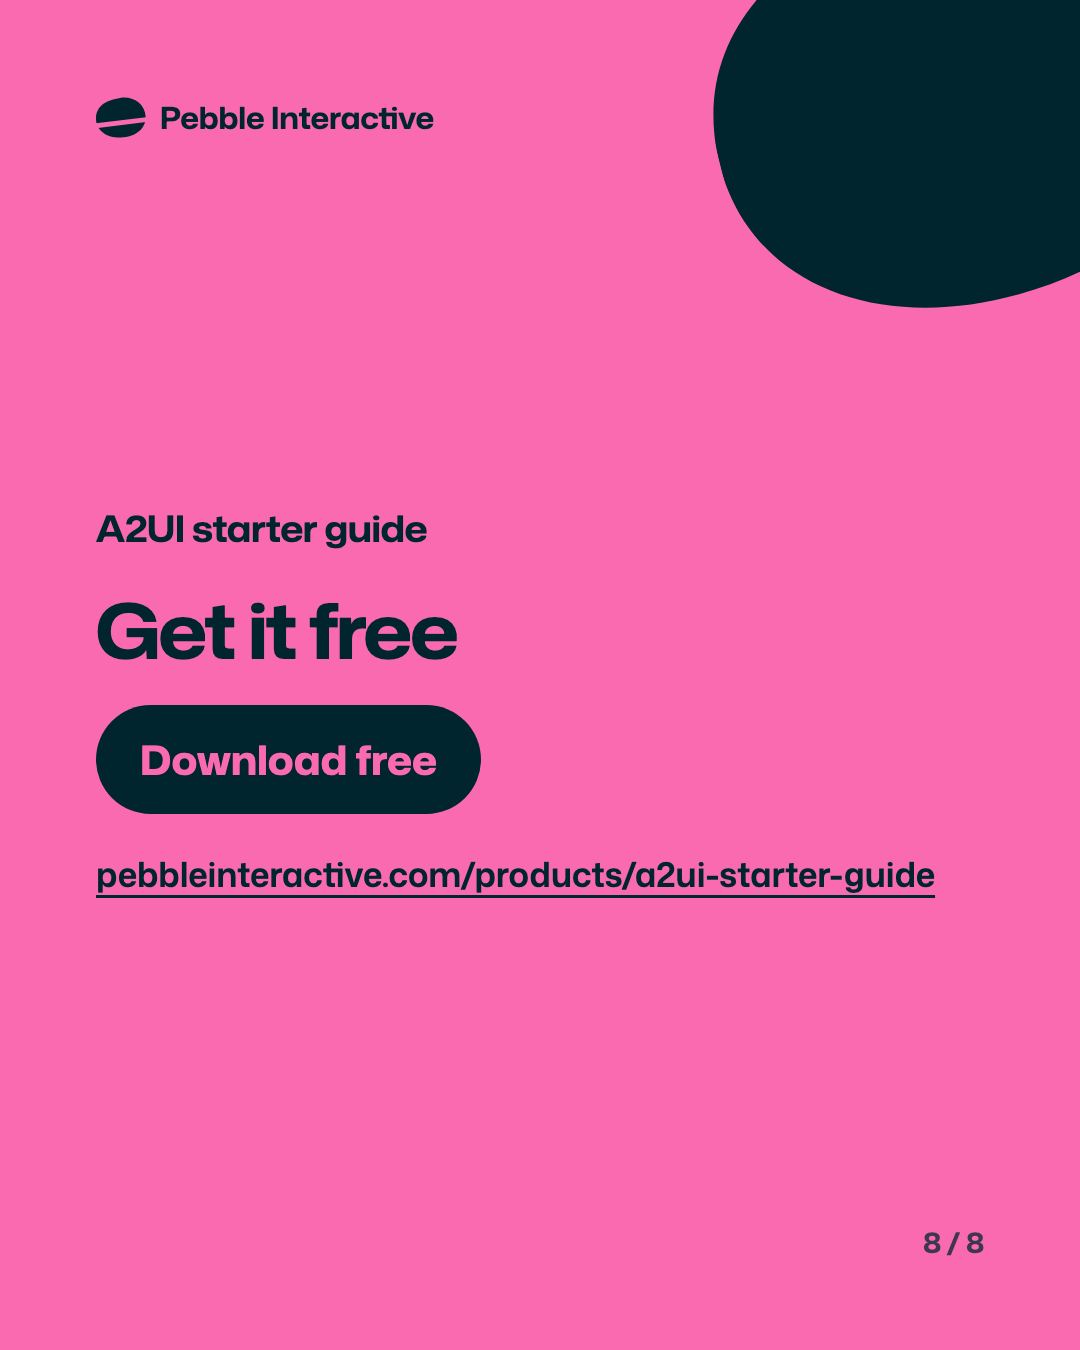 Pebble Interactive
A2UI starter guide
Get it free
Download free
pebbleinteractive.com/products/a2ui-starter-guide
8 / 8